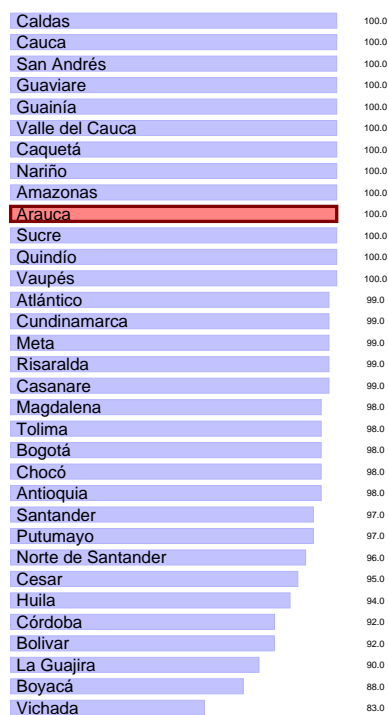 Caldas 100.0
Cauca 100.0
San Andrés 100.0
Guaviare 100.0
Guainía 100.0
Valle del Cauca 100.0
Caquetá 100.0
Nariño 100.0
Amazonas 100.0
Arauca 100.0
Sucre 100.0
Quindío 100.0
Vaupés 100.0
Atlántico 99.0
Cundinamarca 99.0
Meta 99.0
Risaralda 99.0
Casanare 99.0
Magdalena 98.0
Tolima 98.0
Bogotá 98.0
Chocó 98.0
Antioquia 98.0
Santander 97.0
Putumayo 97.0
Norte de Santander 96.0
Cesar 95.0
Huila 94.0
Córdoba 92.0
Bolivar 92.0
La Guajira 90.0
Boyacá 88.0
Vichada 83.0